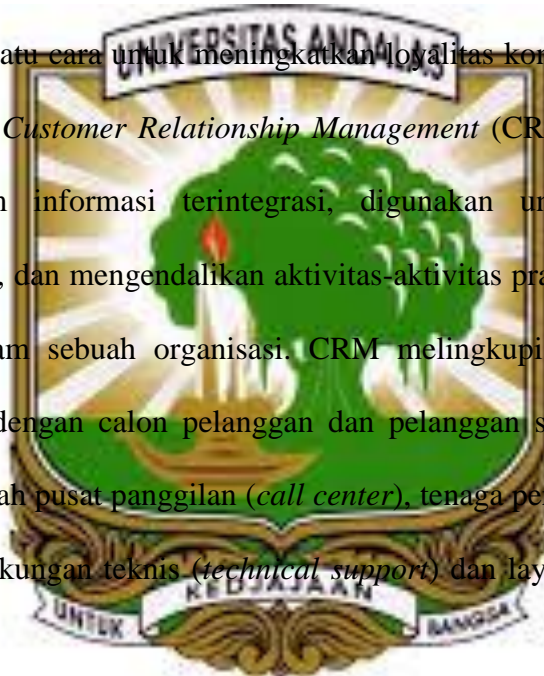 UNIVERSITAS ANDALAS
atu cara untuk meningkatkan loyalitas kon
Customer Relationship Management (CR
n informasi terintegrasi, digunakan un
, dan mengendalikan aktivitas-aktivitas pra
am sebuah organisasi. CRM melingkupi
dengan calon pelanggan dan pelanggan s
ah pusat panggilan (call center), tenaga pe
kungan teknis (technical support) dan lay
KEDJAJAAN
UNTUK BANGSA